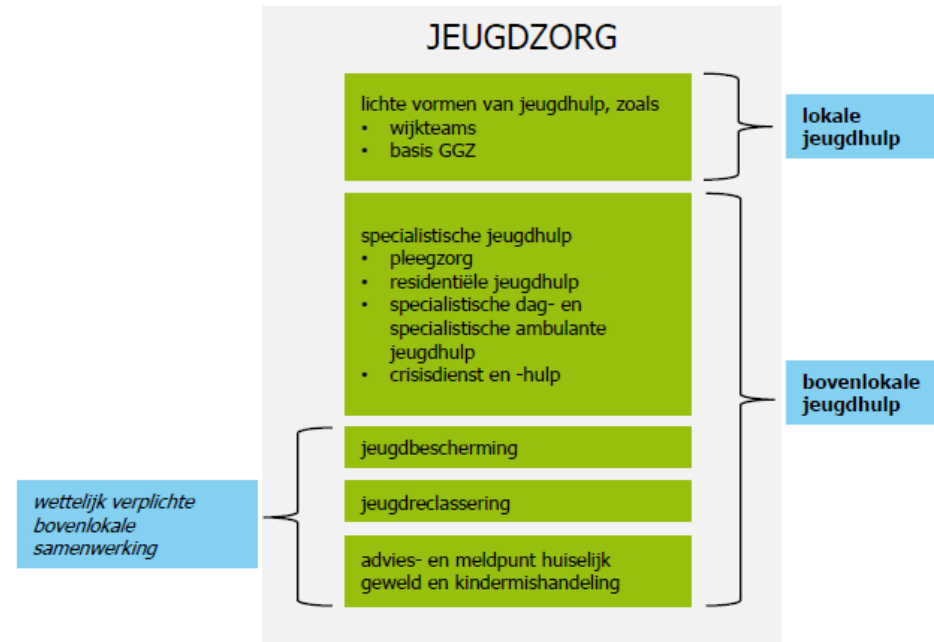 JEUGDZORG
lichte vormen van jeugdhulp, zoals
• wijkteams
• basis GGZ
lokale
jeugdhulp
specialistische jeugdhulp
• pleegzorg
• residentiële jeugdhulp
• specialistische dag- en
specialistische ambulante
jeugdhulp
• crisisdienst en -hulp
bovenlokale
jeugdhulp
jeugdbescherming
jeugdreclassering
advies- en meldpunt huiselijk
geweld en kindermishandeling
wettelijk verplichte
bovenlokale
samenwerking